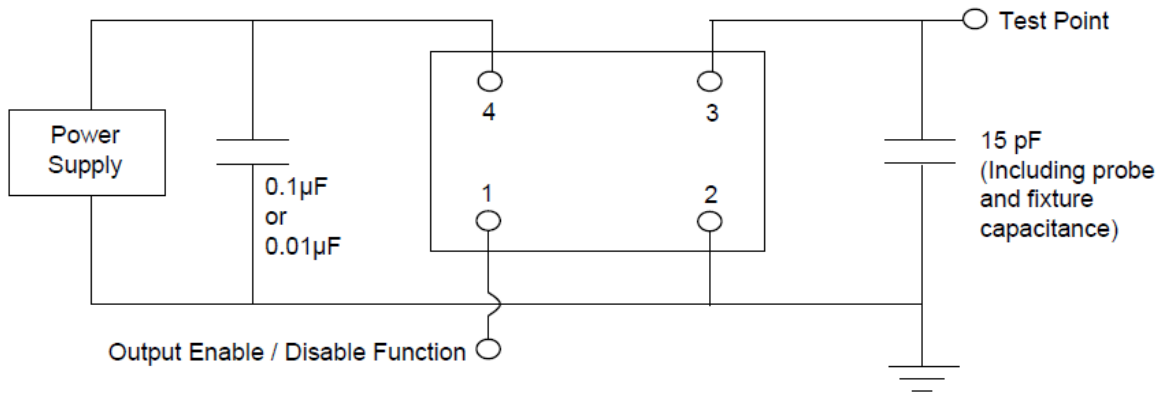 Test Point
4
3
Power
Supply
15 pF
(Including probe
and fixture
capacitance)
0.1µF
or
0.01µF
1
2
Output Enable / Disable Function